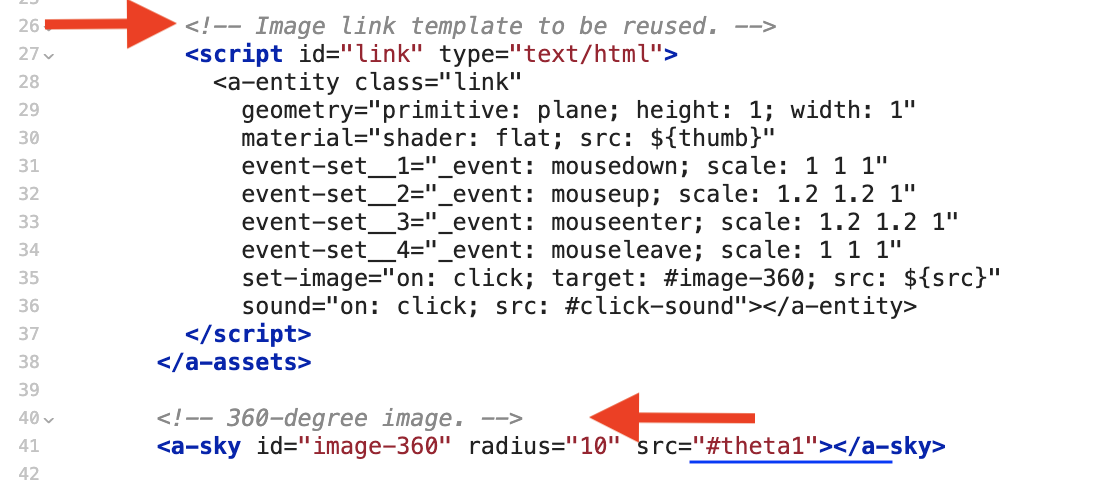 26 <!-- Image link template to be reused. -->
27 <script id="link" type="text/html">
28 <a-entity class="link"
29 geometry="primitive: plane; height: 1; width: 1"
30 material="shader: flat; src: ${thumb}"
31 event-set__1="_event: mousedown; scale: 1 1 1"
32 event-set__2="_event: mouseup; scale: 1.2 1.2 1"
33 event-set__3="_event: mouseenter; scale: 1.2 1.2 1"
34 event-set__4="_event: mouseleave; scale: 1 1 1"
35 set-image="on: click; target: #image-360; src: ${src}"
36 sound="on: click; src: #click-sound"></a-entity>
37 </script>
38 </a-assets>
39
40 <!-- 360-degree image. -->
41 <a-sky id="image-360" radius="10" src="#theta1"></a-sky>
42